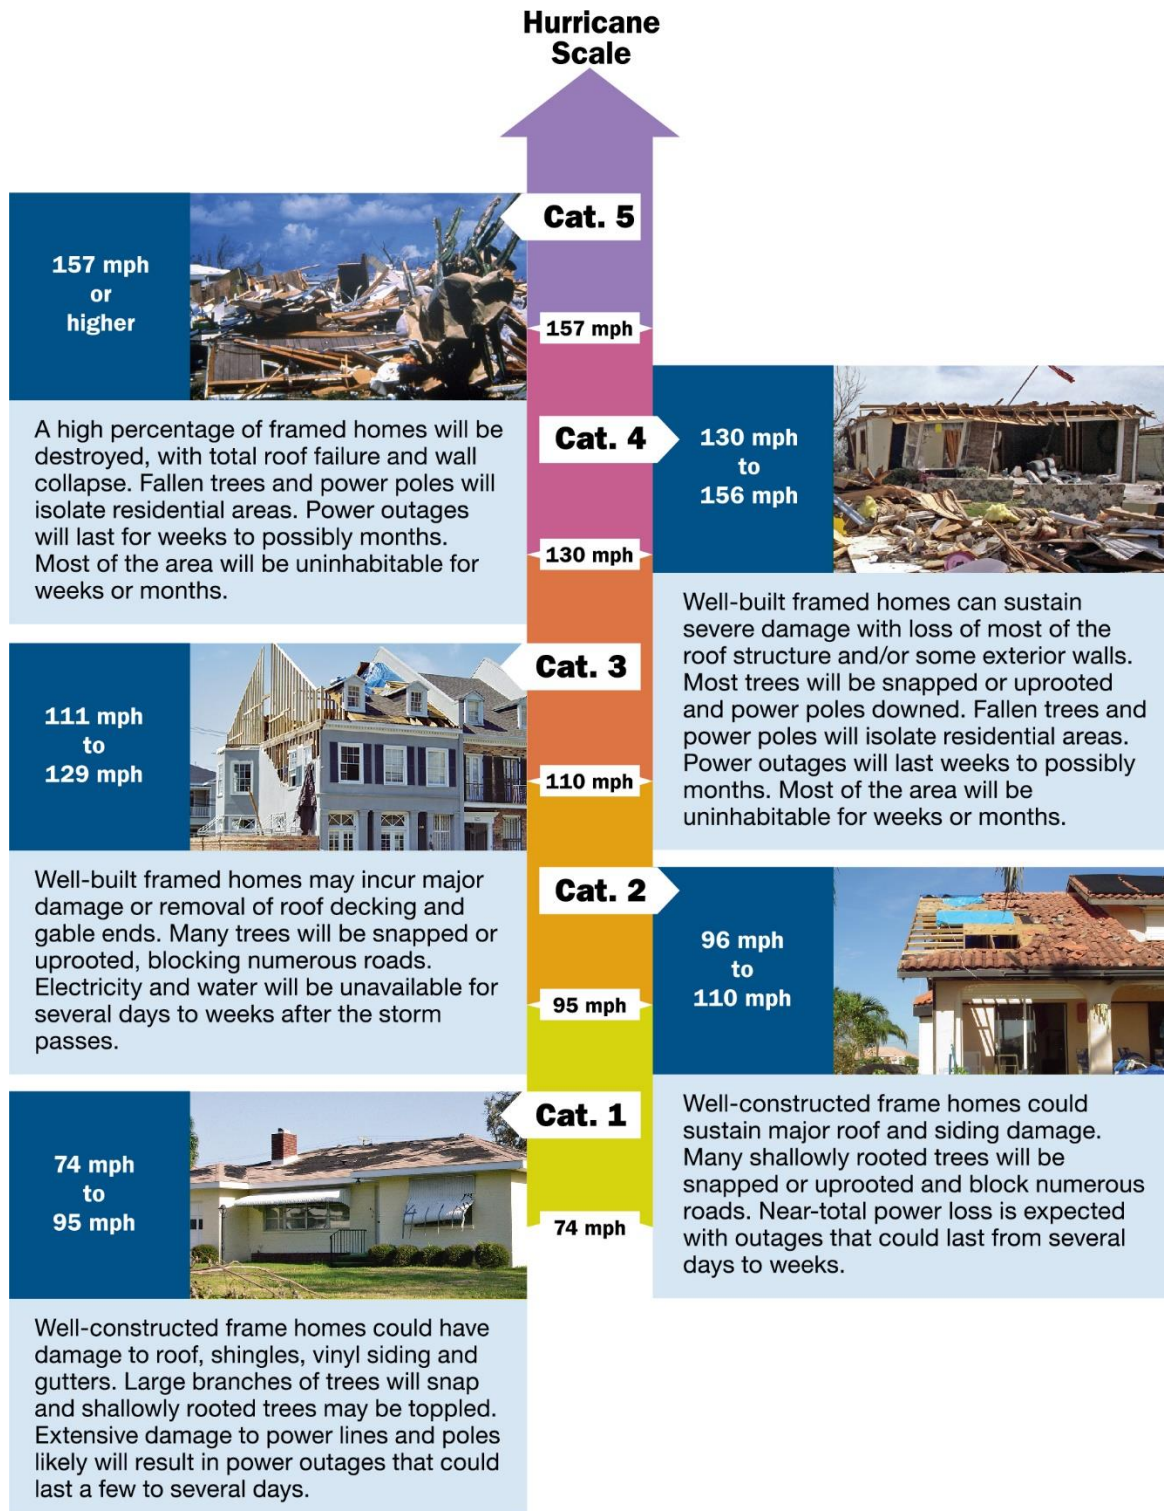 Hurricane
Scale
Cat. 5
157 mph
or
higher
A high percentage of framed homes will be
destroyed, with total roof failure and wall
collapse. Fallen trees and power poles will
isolate residential areas. Power outages
will last for weeks to possibly months.
Most of the area will be uninhabitable for
weeks or months.
157 mph
Cat. 4
130 mph
to
156 mph
Well-built framed homes can sustain
severe damage with loss of most of the
roof structure and/or some exterior walls.
Most trees will be snapped or uprooted
and power poles downed. Fallen trees and
power poles will isolate residential areas.
Power outages will last weeks to possibly
months. Most of the area will be
uninhabitable for weeks or months.
130 mph
Cat. 3
111 mph
to
129 mph
Well-built framed homes may incur major
damage or removal of roof decking and
gable ends. Many trees will be snapped or
uprooted, blocking numerous roads.
Electricity and water will be unavailable for
several days to weeks after the storm
passes.
110 mph
Cat. 2
96 mph
to
110 mph
Well-constructed frame homes could
sustain major roof and siding damage.
Many shallowly rooted trees will be
snapped or uprooted and block numerous
roads. Near-total power loss is expected
with outages that could last from several
days to weeks.
95 mph
Cat. 1
74 mph
to
95 mph
Well-constructed frame homes could have
damage to roof, shingles, vinyl siding and
gutters. Large branches of trees will snap
and shallowly rooted trees may be toppled.
Extensive damage to power lines and poles
likely will result in power outages that could
last a few to several days.
74 mph